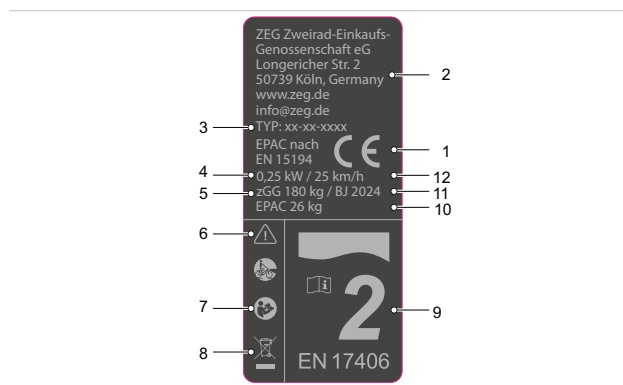 ZEG Zweirad-Einkaufs-
Genossenschaft eG
Longericher Str. 2
50739 Köln, Germany
www.zeg.de
info@zeg.de
TYP: xx-xx-xxxx
EPAC nach
EN 15194
CE
0,25 kW / 25 km/h
zGG 180 kg / BJ 2024
EPAC 26 kg
i
2
EN 17406
3
4
5
6
7
8
2
1
12
11
10
9